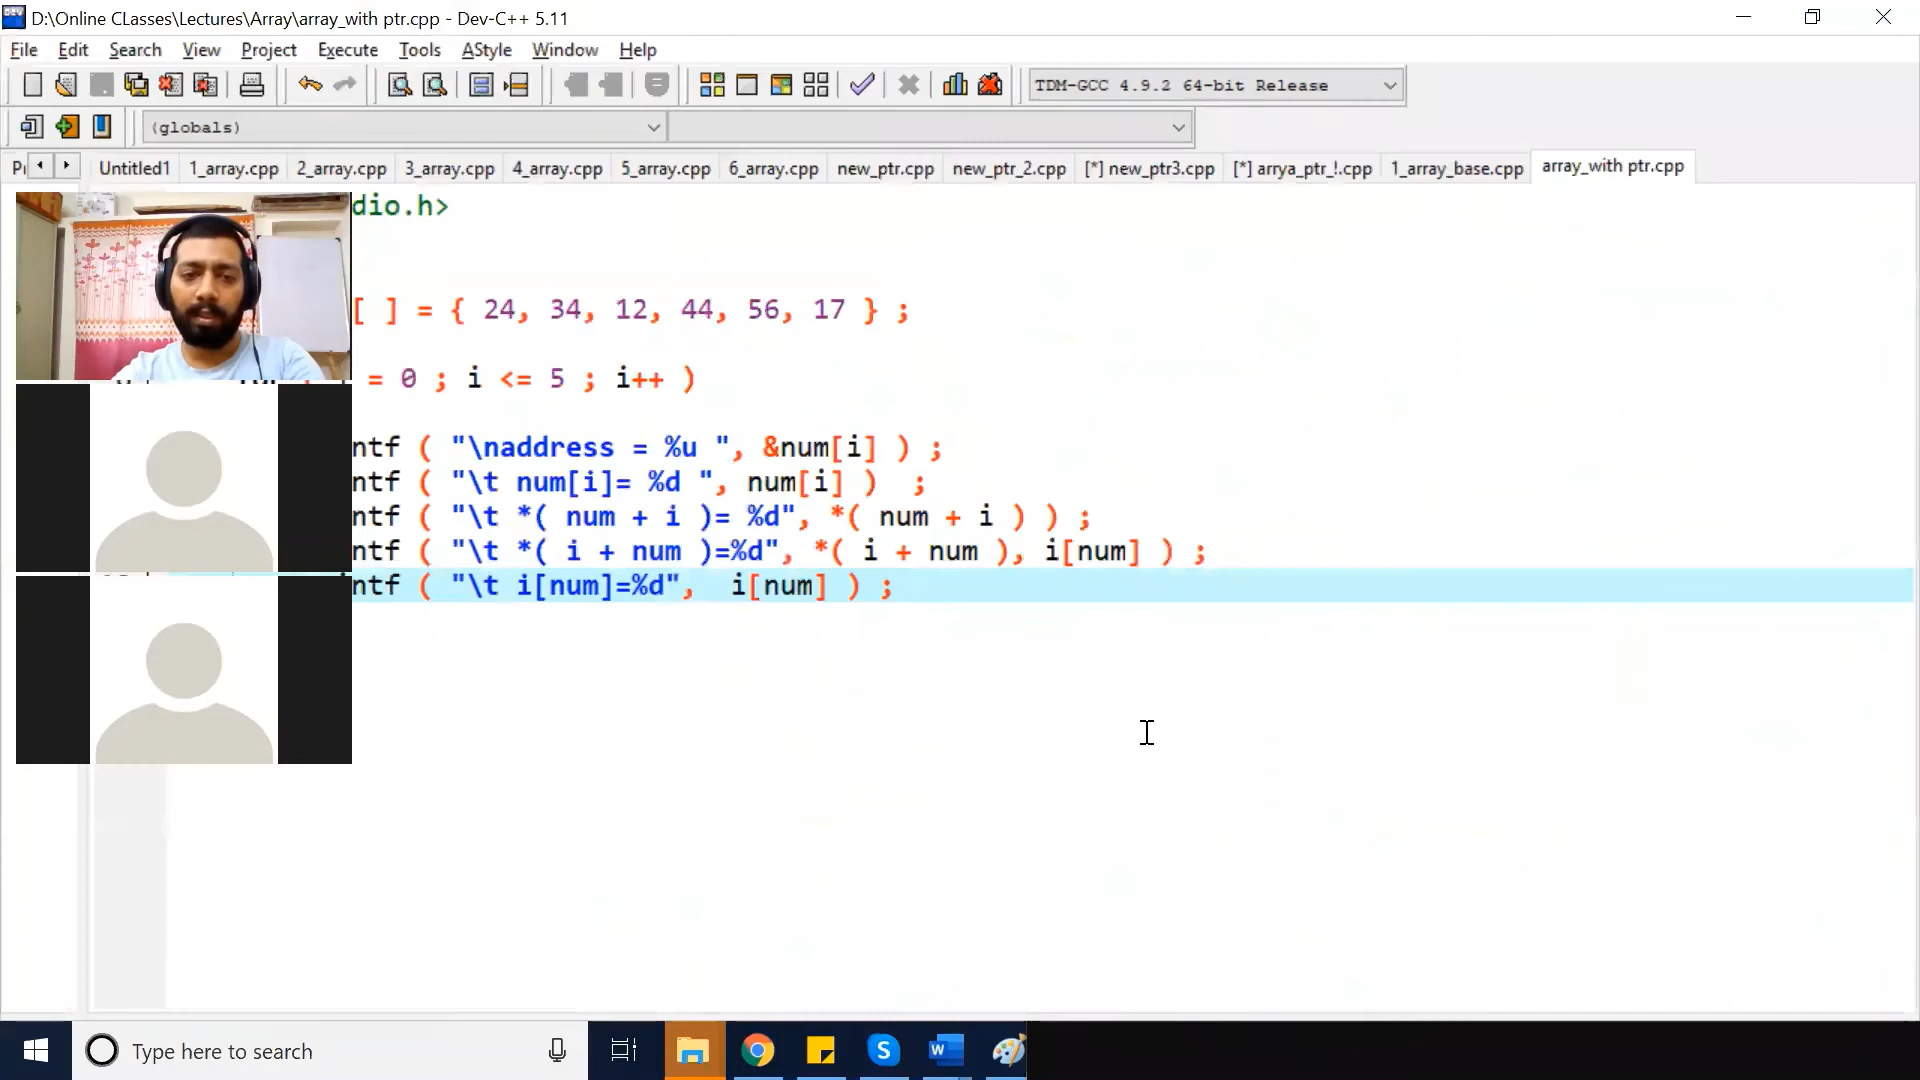 D:\Online CLasses\Lectures\Array\array_with ptr.cpp - Dev-C++ 5.11
File Edit Search View Project Execute Tools AStyle Window Help
TDM-GCC 4.9.2 64-bit Release
(globals)
Untitled1 1_array.cpp 2_array.cpp 3_array.cpp 4_array.cpp 5_array.cpp 6_array.cpp new_ptr.cpp new_ptr_2.cpp [*] new_ptr3.cpp [*] arrya_ptr_!.cpp 1_array_base.cpp array_with ptr.cpp
dio.h>
[ ] = { 24, 34, 12, 44, 56, 17 } ;
= 0 ; i <= 5 ; i++ )
ntf ( "\naddress = %u ", &num[i] ) ;
ntf ( "\t num[i]= %d ", num[i] ) ;
ntf ( "\t *( num + i )= %d", *( num + i ) ) ;
ntf ( "\t *( i + num )=%d", *( i + num ), i[num] ) ;
intf ( "\t i[num]=%d", i[num] ) ;
Type here to search